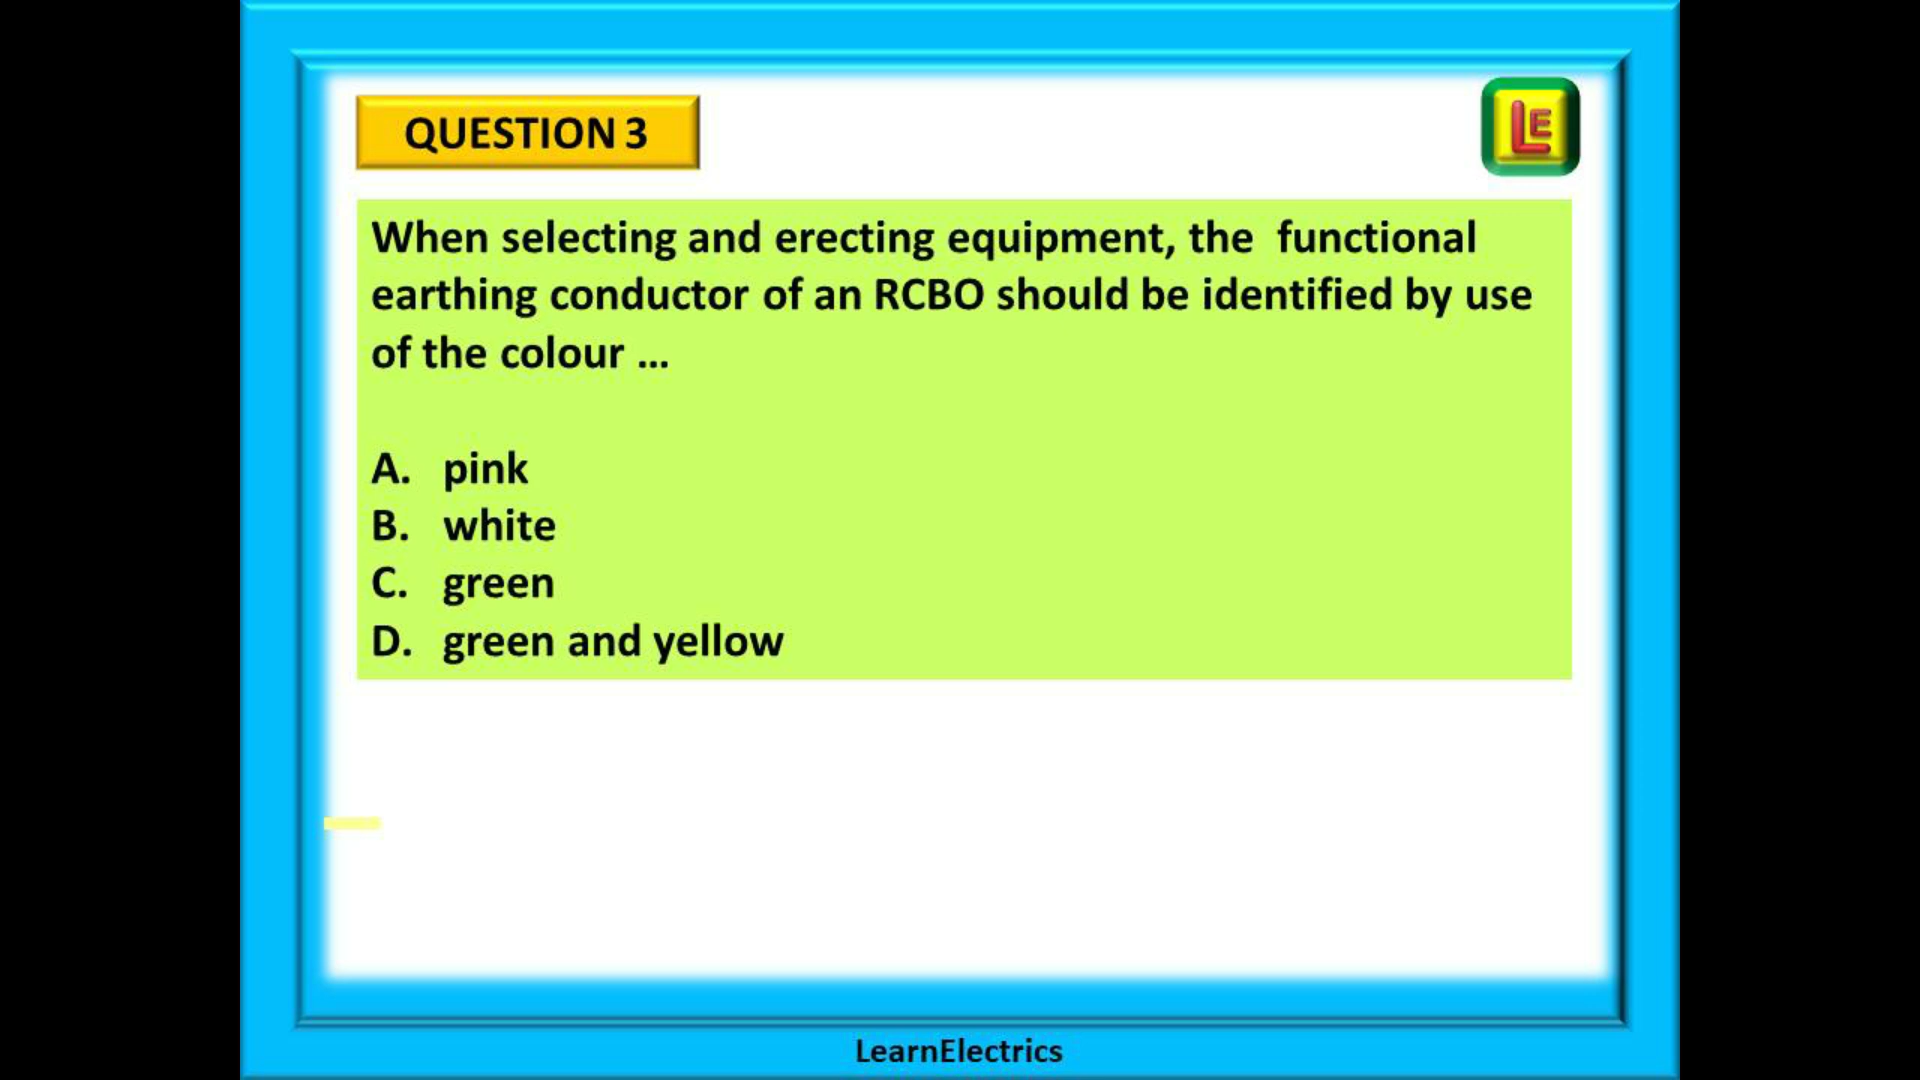 QUESTION 3
LE
When selecting and erecting equipment, the functional
earthing conductor of an RCBO should be identified by use
of the colour ...
A. pink
B. white
C. green
D. green and yellow
LearnElectrics